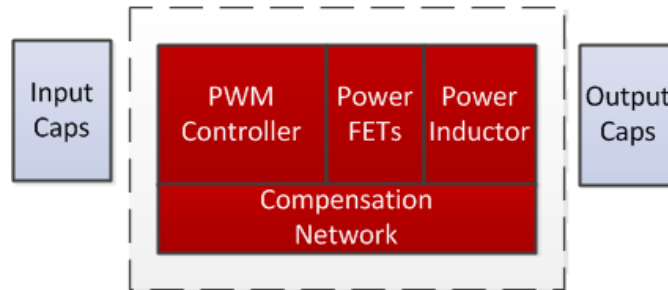 Input
Caps
PWM
Controller
Power
FETs
Power
Inductor
Compensation
Network
Output
Caps